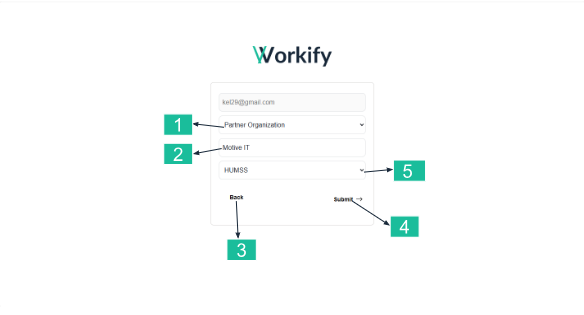 Workify
kel29@gmail.com
1
Partner Organization
2
Motive IT
HUMSS
5
Back
Submit →
4
3